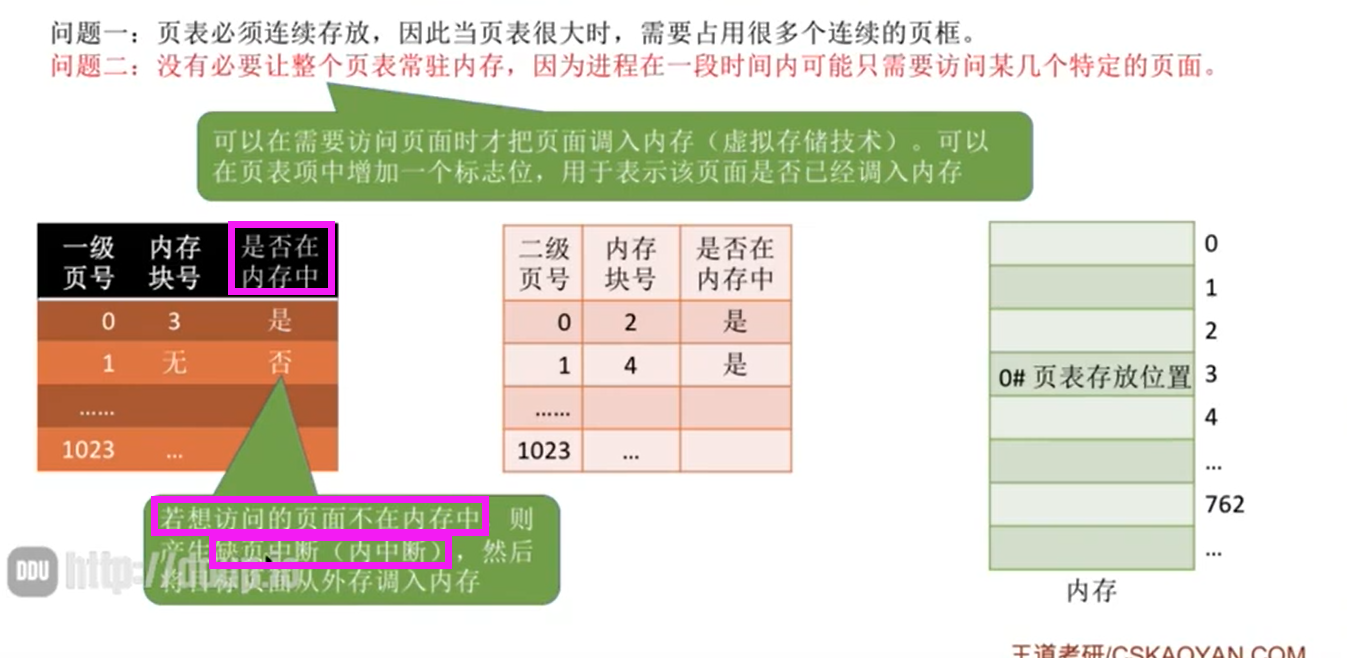 问题一：页表必须连续存放，因此当页表很大时，需要占用很多个连续的页框。
问题二：没有必要让整个页表常驻内存，因为进程在一段时间内可能只需要访问某几个特定的页面。
可以在需要访问页面时才把页面调入内存（虚拟存储技术）。可以
在页表项中增加一个标志位，用于表示该页面是否已经调入内存
一级页号 内存块号 是否在内存中
0 3 是
1 无 否
......
1023 ...
二级页号 内存块号 是否在内存中
0 2 是
1 4 是
......
1023 ...
0
1
2
0# 页表存放位置 3
4
...
762
...
内存
若想访问的页面不在内存中 则
产生缺页中断（内中断），然后
将目标页面从外存调入内存
DDU http://d
王道考研/CSKAOYAN.COM